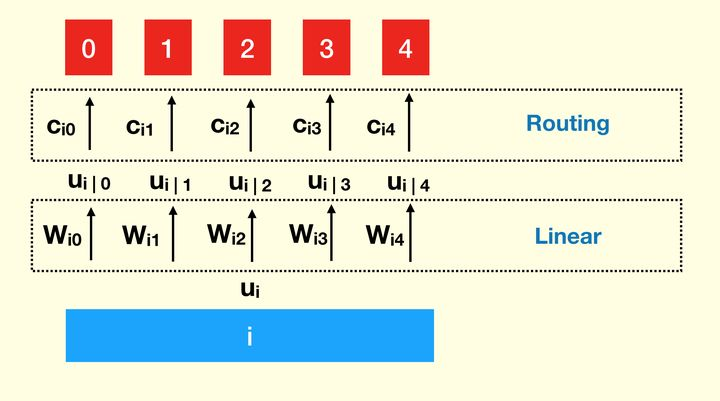 0 1 2 3 4
ci0 ci1 ci2 ci3 ci4 Routing
ui | 0 ui | 1 ui | 2 ui | 3 ui | 4
Wi0 Wi1 Wi2 Wi3 Wi4 Linear
ui
i